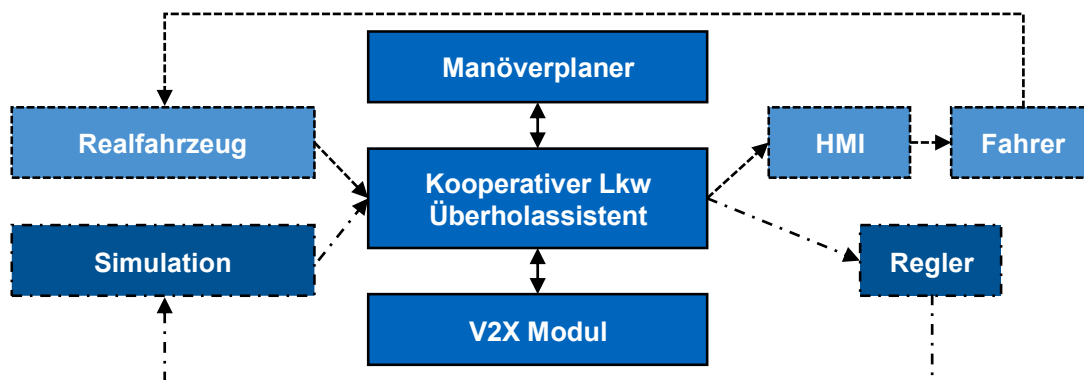 Manöverplaner
Realfahrzeug
HMI
Fahrer
Kooperativer Lkw
Überholassistent
Simulation
Regler
V2X Modul